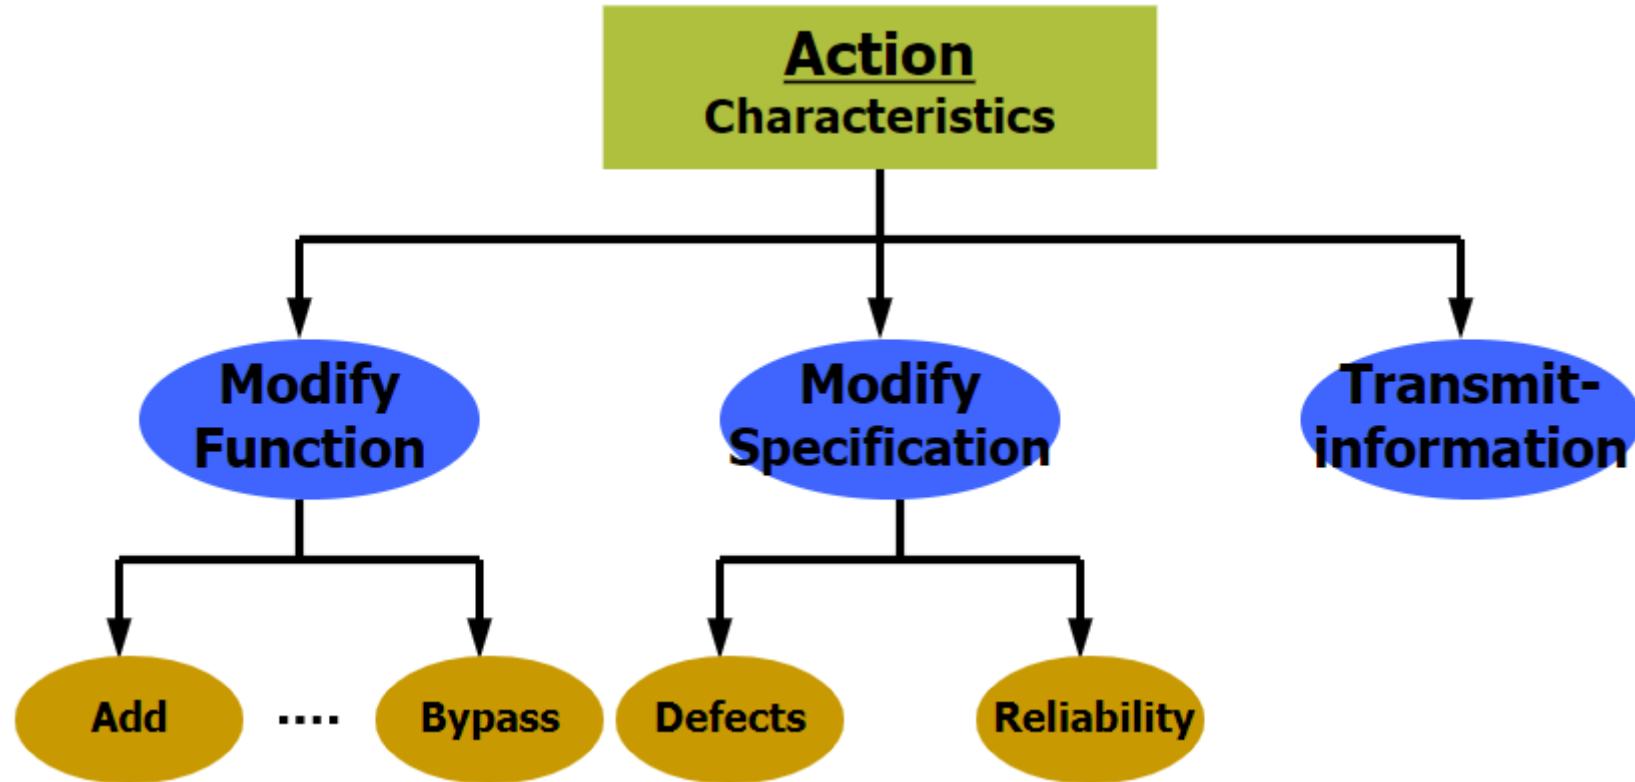 Action
Characteristics
Modify
Function
Modify
Specification
Transmit-
information
Add
....
Bypass
Defects
Reliability